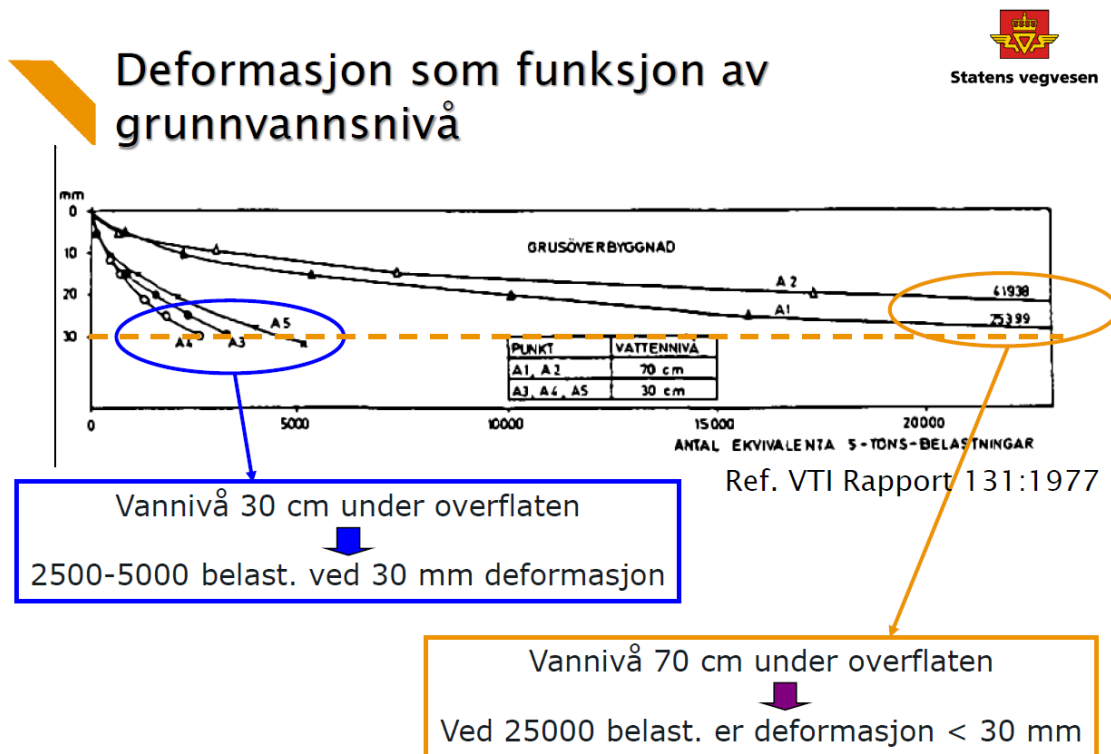 Deformasjon som funksjon av
grunnvannsnivå
Statens vegvesen
mm
0
10
20
30
GRUSÖVERBYGGNAD
A 2
61938
A1
25399
A5
A4
A3
PUNKT VATTENNIVÅ
A1, A2 70 cm
A3, A4, A5 30 cm
0 5000 10000 15000 20000
ANTAL EKVIVALENTA 5-TONS-BELASTNINGAR
Ref. VTI Rapport 131:1977
Vannivå 30 cm under overflaten
2500-5000 belast. ved 30 mm deformasjon
Vannivå 70 cm under overflaten
Ved 25000 belast. er deformasjon < 30 mm